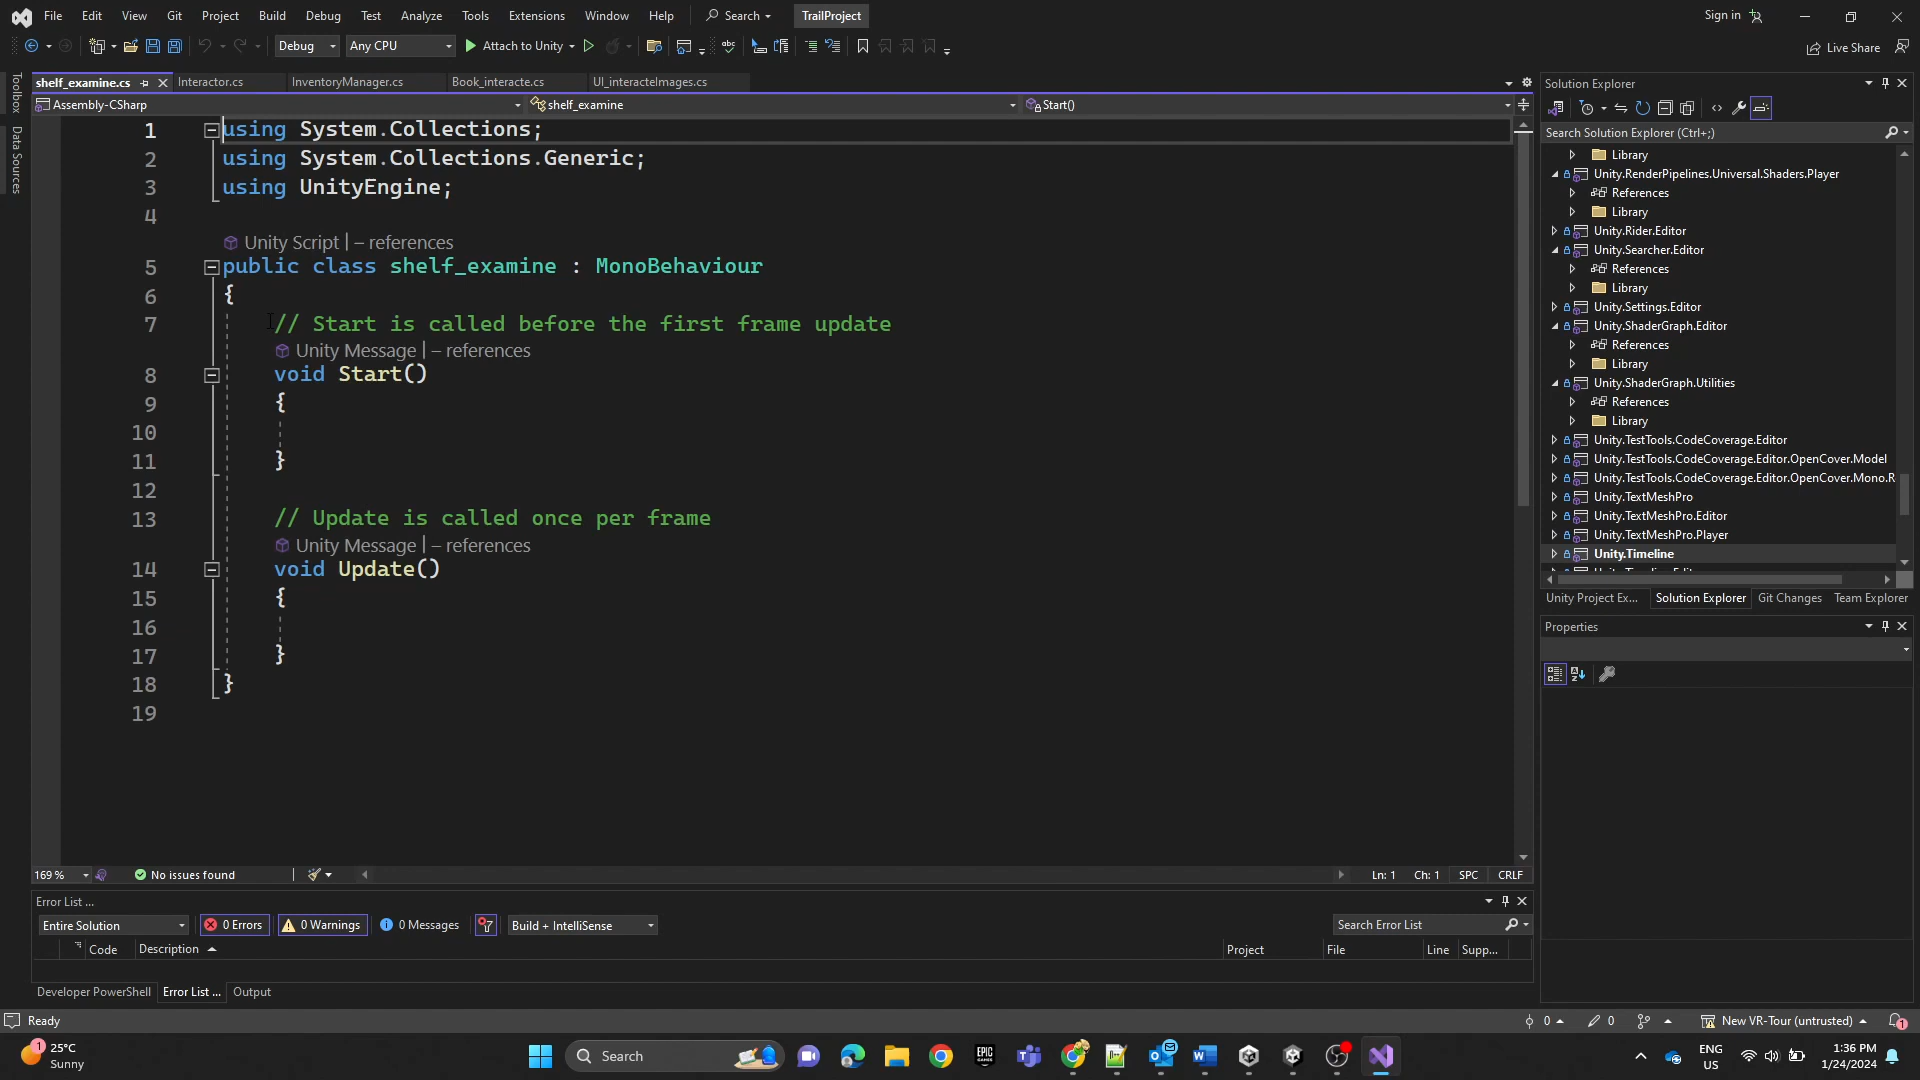 File Edit View Git Project Build Debug Test Analyze Tools Extensions Window Help Search TrailProject Sign in
Debug Any CPU Attach to Unity Live Share
shelf_examine.cs Interactor.cs InventoryManager.cs Book_interacte.cs UI_interacteImages.cs
Assembly-CSharp shelf_examine Start()
1 using System.Collections;
2 using System.Collections.Generic;
3 using UnityEngine;
4
Unity Script | – references
5 public class shelf_examine : MonoBehaviour
6 {
7 // Start is called before the first frame update
Unity Message | – references
8 void Start()
9 {
10
11 }
12
13 // Update is called once per frame
Unity Message | – references
14 void Update()
15 {
16
17 }
18 }
19
169 % No issues found Ln: 1 Ch: 1 SPC CRLF
Error List ...
Entire Solution 0 Errors 0 Warnings 0 Messages Build + IntelliSense Search Error List
Code Description Project File Line Supp...
Developer PowerShell Error List ... Output
Toolbox
Data Sources
Solution Explorer
Search Solution Explorer (Ctrl+;)
Library
Unity.RenderPipelines.Universal.Shaders.Player
References
Library
Unity.Rider.Editor
Unity.Searcher.Editor
References
Library
Unity.Settings.Editor
Unity.ShaderGraph.Editor
References
Library
Unity.ShaderGraph.Utilities
References
Library
Unity.TestTools.CodeCoverage.Editor
Unity.TestTools.CodeCoverage.Editor.OpenCover.Model
Unity.TestTools.CodeCoverage.Editor.OpenCover.Mono.R
Unity.TextMeshPro
Unity.TextMeshPro.Editor
Unity.TextMeshPro.Player
Unity.Timeline
Unity Project Ex... Solution Explorer Git Changes Team Explorer
Properties
Ready 0 0 New VR-Tour (untrusted) 1
1 25°C
Sunny
Search
EPIC GAMES
ENG
US
1:36 PM
1/24/2024